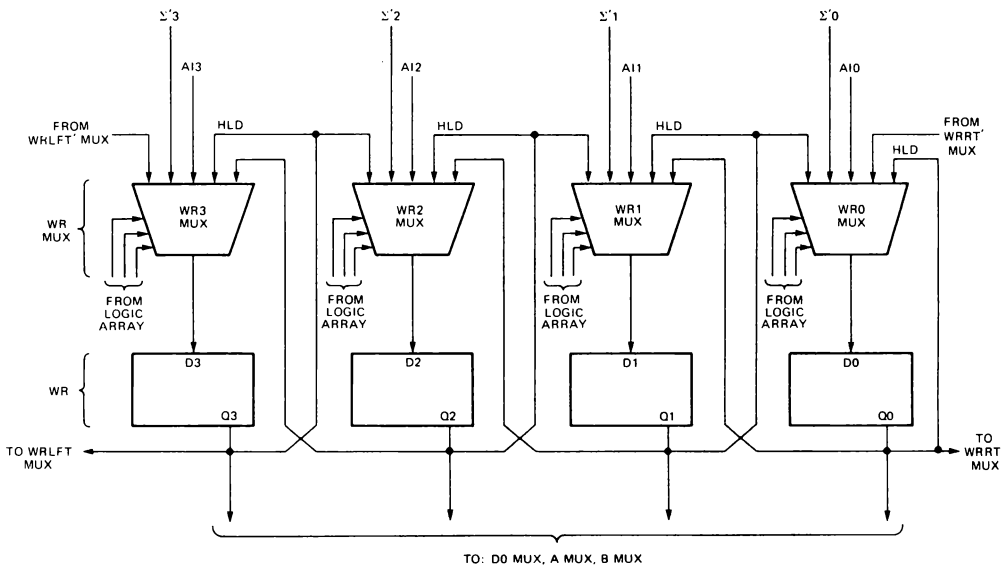 Σ'3
Σ'2
Σ'1
Σ'0
AI3
AI2
AI1
AI0
FROM
WRLFT' MUX
HLD
HLD
HLD
FROM
WRRT'
MUX
HLD
WR
MUX
WR3
MUX
WR2
MUX
WR1
MUX
WR0
MUX
FROM
LOGIC
ARRAY
FROM
LOGIC
ARRAY
FROM
LOGIC
ARRAY
FROM
LOGIC
ARRAY
WR
D3
D2
D1
D0
Q3
Q2
Q1
Q0
TO WRLFT
MUX
TO
WRRT
MUX
TO: D0 MUX, A MUX, B MUX